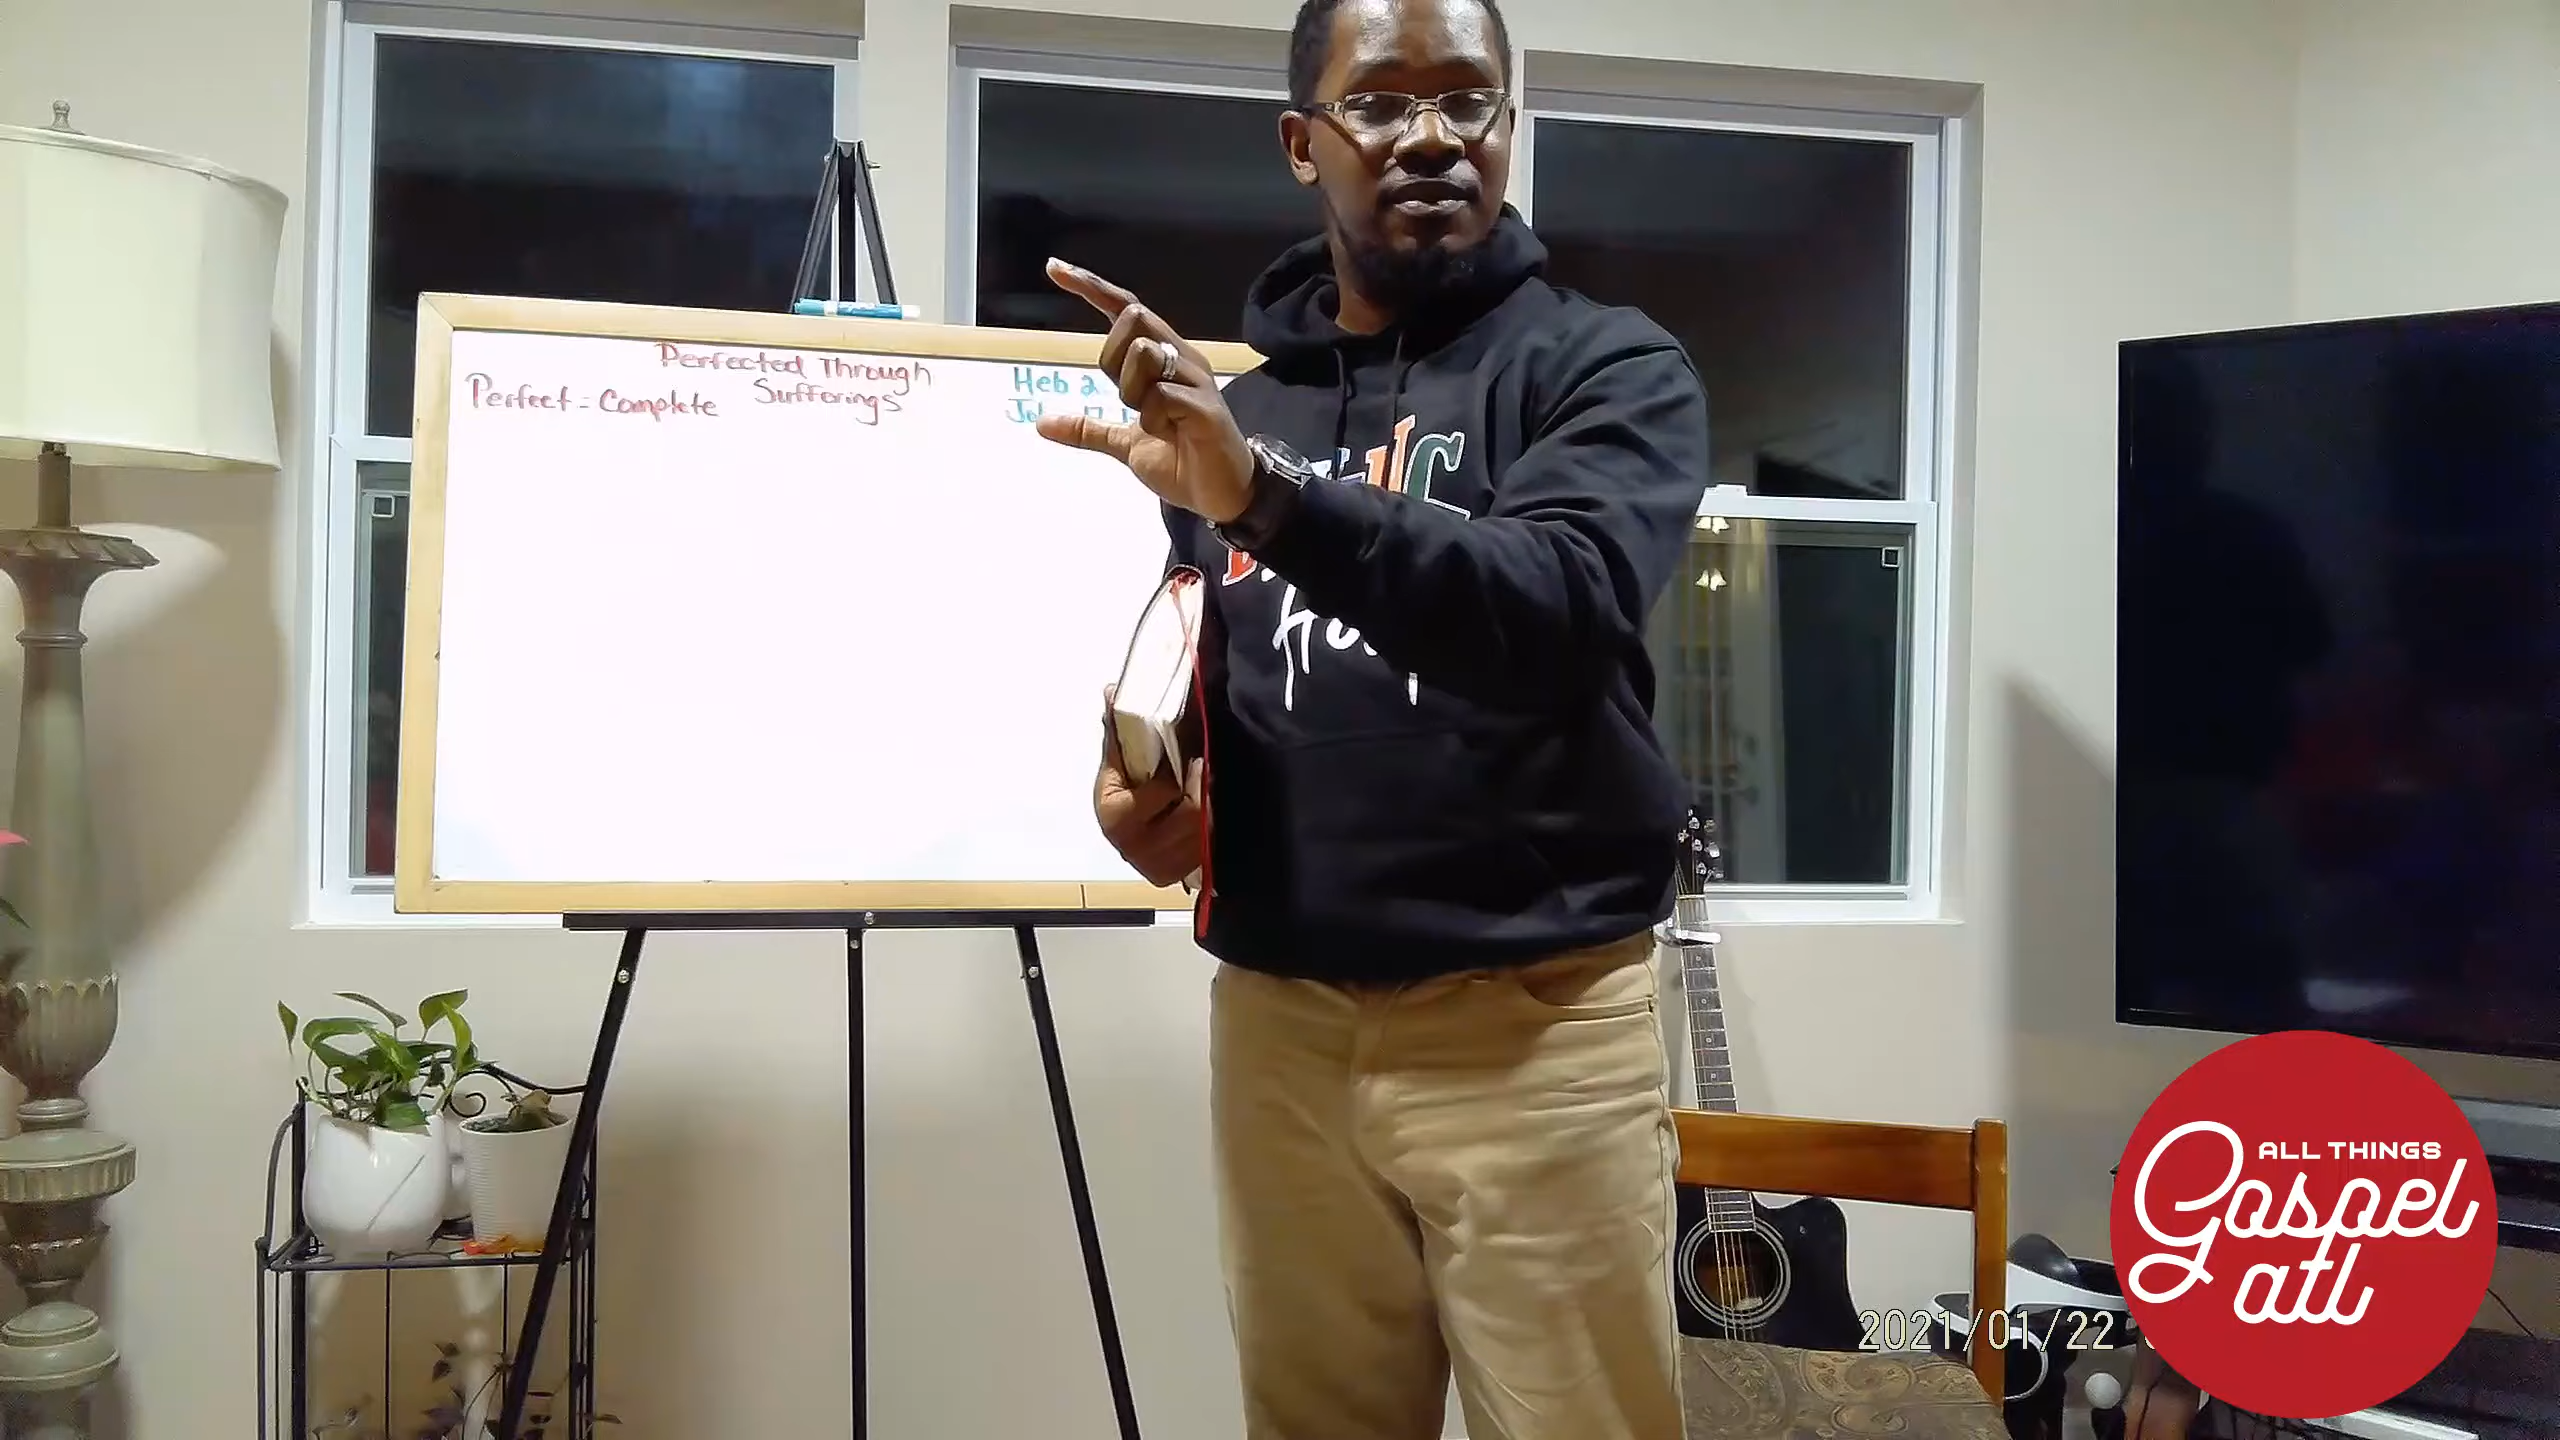 Perfected Through
Sufferings
Perfect = Complete
Heb 2
ALL THINGS
Gospel
atl
2021/01/22